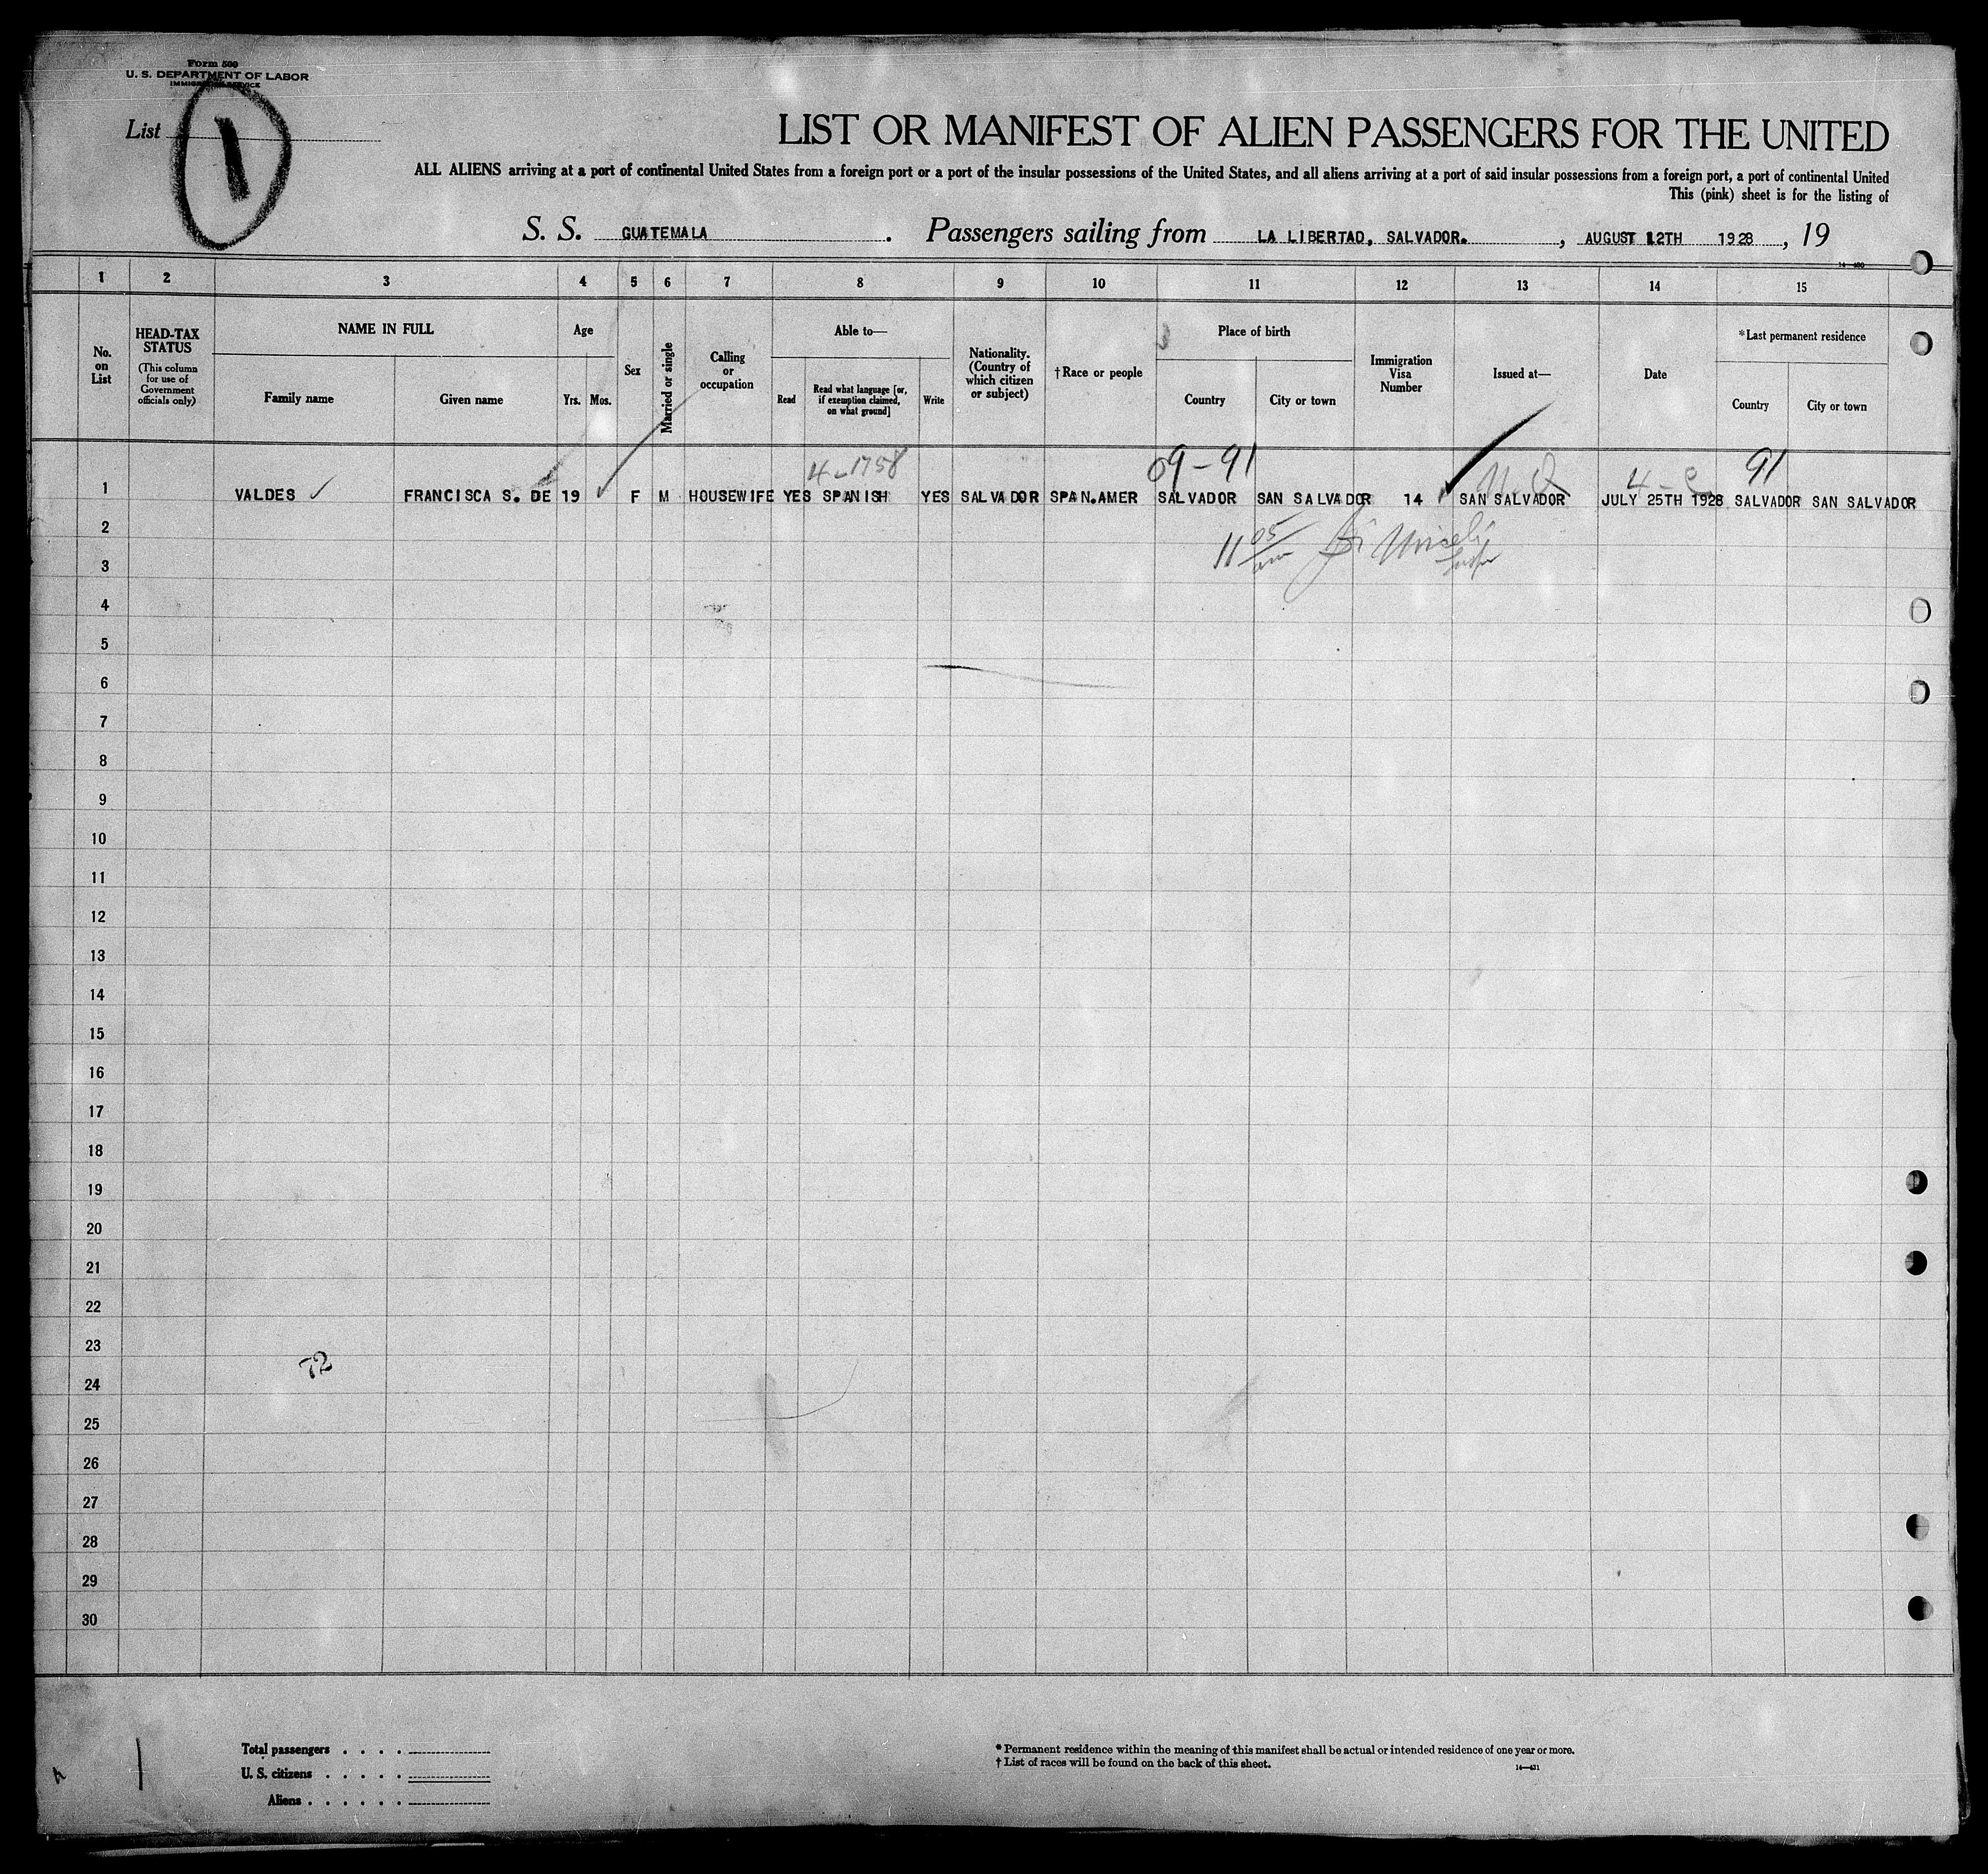 Form 500
U. S. DEPARTMENT OF LABOR
IMMIGRATION SERVICE
List 1
LIST OR MANIFEST OF ALIEN PASSENGERS FOR THE UNITED
ALL ALIENS arriving at a port of continental United States from a foreign port or a port of the insular possessions of the United States, and all aliens arriving at a port of said insular possessions from a foreign port, a port of continental United
This (pink) sheet is for the listing of
S. S. GUATEMALA. Passengers sailing from LA LIBERTAD, SALVADOR., AUGUST 12TH 1928, 19
1 2 3 4 5 6 7 8 9 10 11 12 13 14 15
No. on List
HEAD-TAX STATUS
(This column for use of Government officials only)
NAME IN FULL
Family name
Given name
Age
Yrs. Mos.
Sex
Married or single
Calling or occupation
Able to—
Read
Read what language [or, if exemption claimed, on what ground]
Write
Nationality. (Country of which citizen or subject)
†Race or people
Place of birth
Country
City or town
Immigration Visa Number
Issued at—
Date
*Last permanent residence
Country
City or town
4-1758 09-91 91
1 VALDES ✓ FRANCISCA S. DE 19 F M HOUSEWIFE YES SPANISH YES SALVADOR SPAN.AMER SALVADOR SAN SALVADOR 14 SAN SALVADOR JULY 25TH 1928 SALVADOR SAN SALVADOR
2
11 05
3
4
5
6
7
8
9
10
11
12
13
14
15
16
17
18
19
20
21
22
23
72
24
25
26
27
28
29
30
Total passengers . . . .
U. S. citizens . . . . .
Aliens . . . . . .
* Permanent residence within the meaning of this manifest shall be actual or intended residence of one year or more.
† List of races will be found on the back of this sheet.
14—431